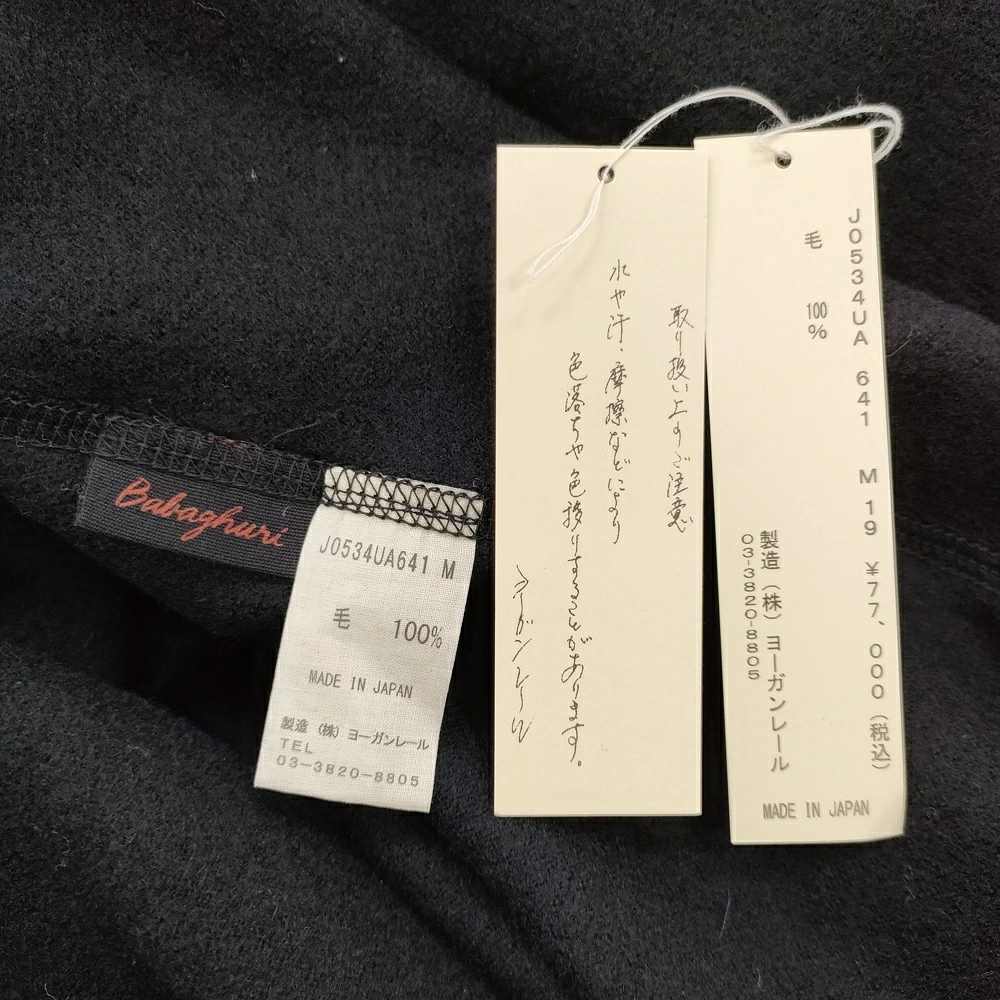 Babaghuri
J0534UA641 M
毛 100%
MADE IN JAPAN
製造 (株) ヨーガンレール
TEL
03-3820-8805
取り扱い上のご注意
水や汗、摩擦などにより
色落ちや色移りすることがあります。
ヨーガンレール
J0534UA 641 M 19 ¥77、000 (税込)
毛 100%
製造 (株) ヨーガンレール
03-3820-8805
MADE IN JAPAN